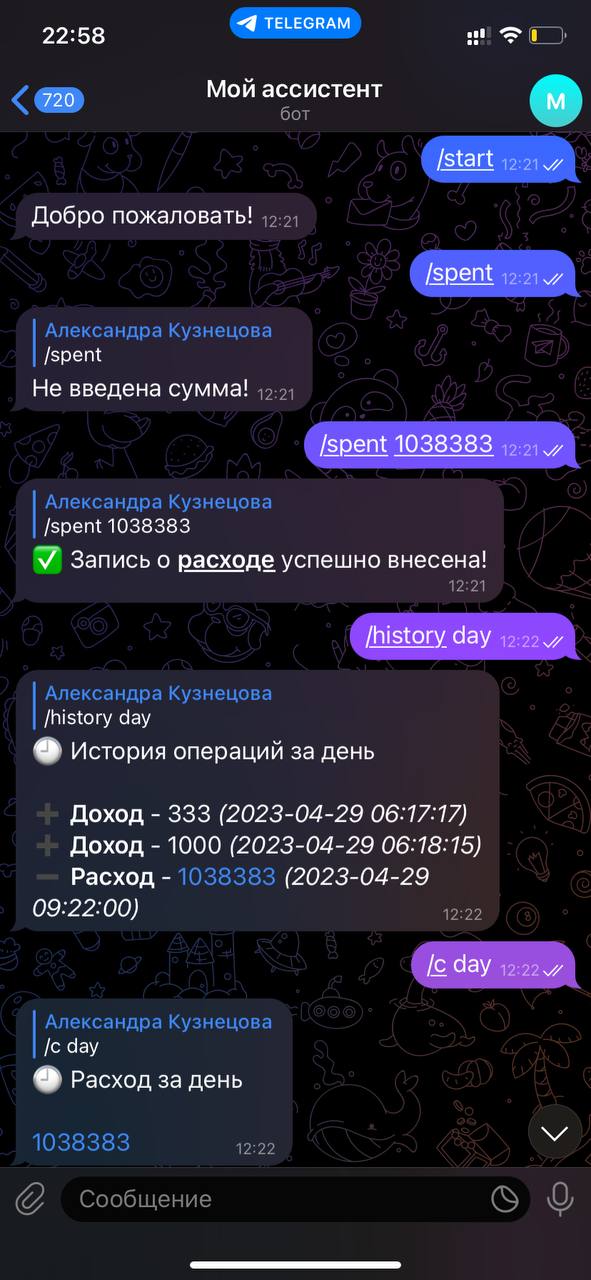 22:58
TELEGRAM
720
Мой ассистент
бот
М
/start 12:21
Добро пожаловать! 12:21
/spent 12:21
Александра Кузнецова
/spent
Не введена сумма! 12:21
/spent 1038383 12:21
Александра Кузнецова
/spent 1038383
✅ Запись о расходе успешно внесена!
12:21
/history day 12:22
Александра Кузнецова
/history day
🕘 История операций за день
➕ Доход - 333 (2023-04-29 06:17:17)
➕ Доход - 1000 (2023-04-29 06:18:15)
➖ Расход - 1038383 (2023-04-29
09:22:00) 12:22
/c day 12:22
Александра Кузнецова
/c day
🕘 Расход за день
1038383 12:22
Сообщение